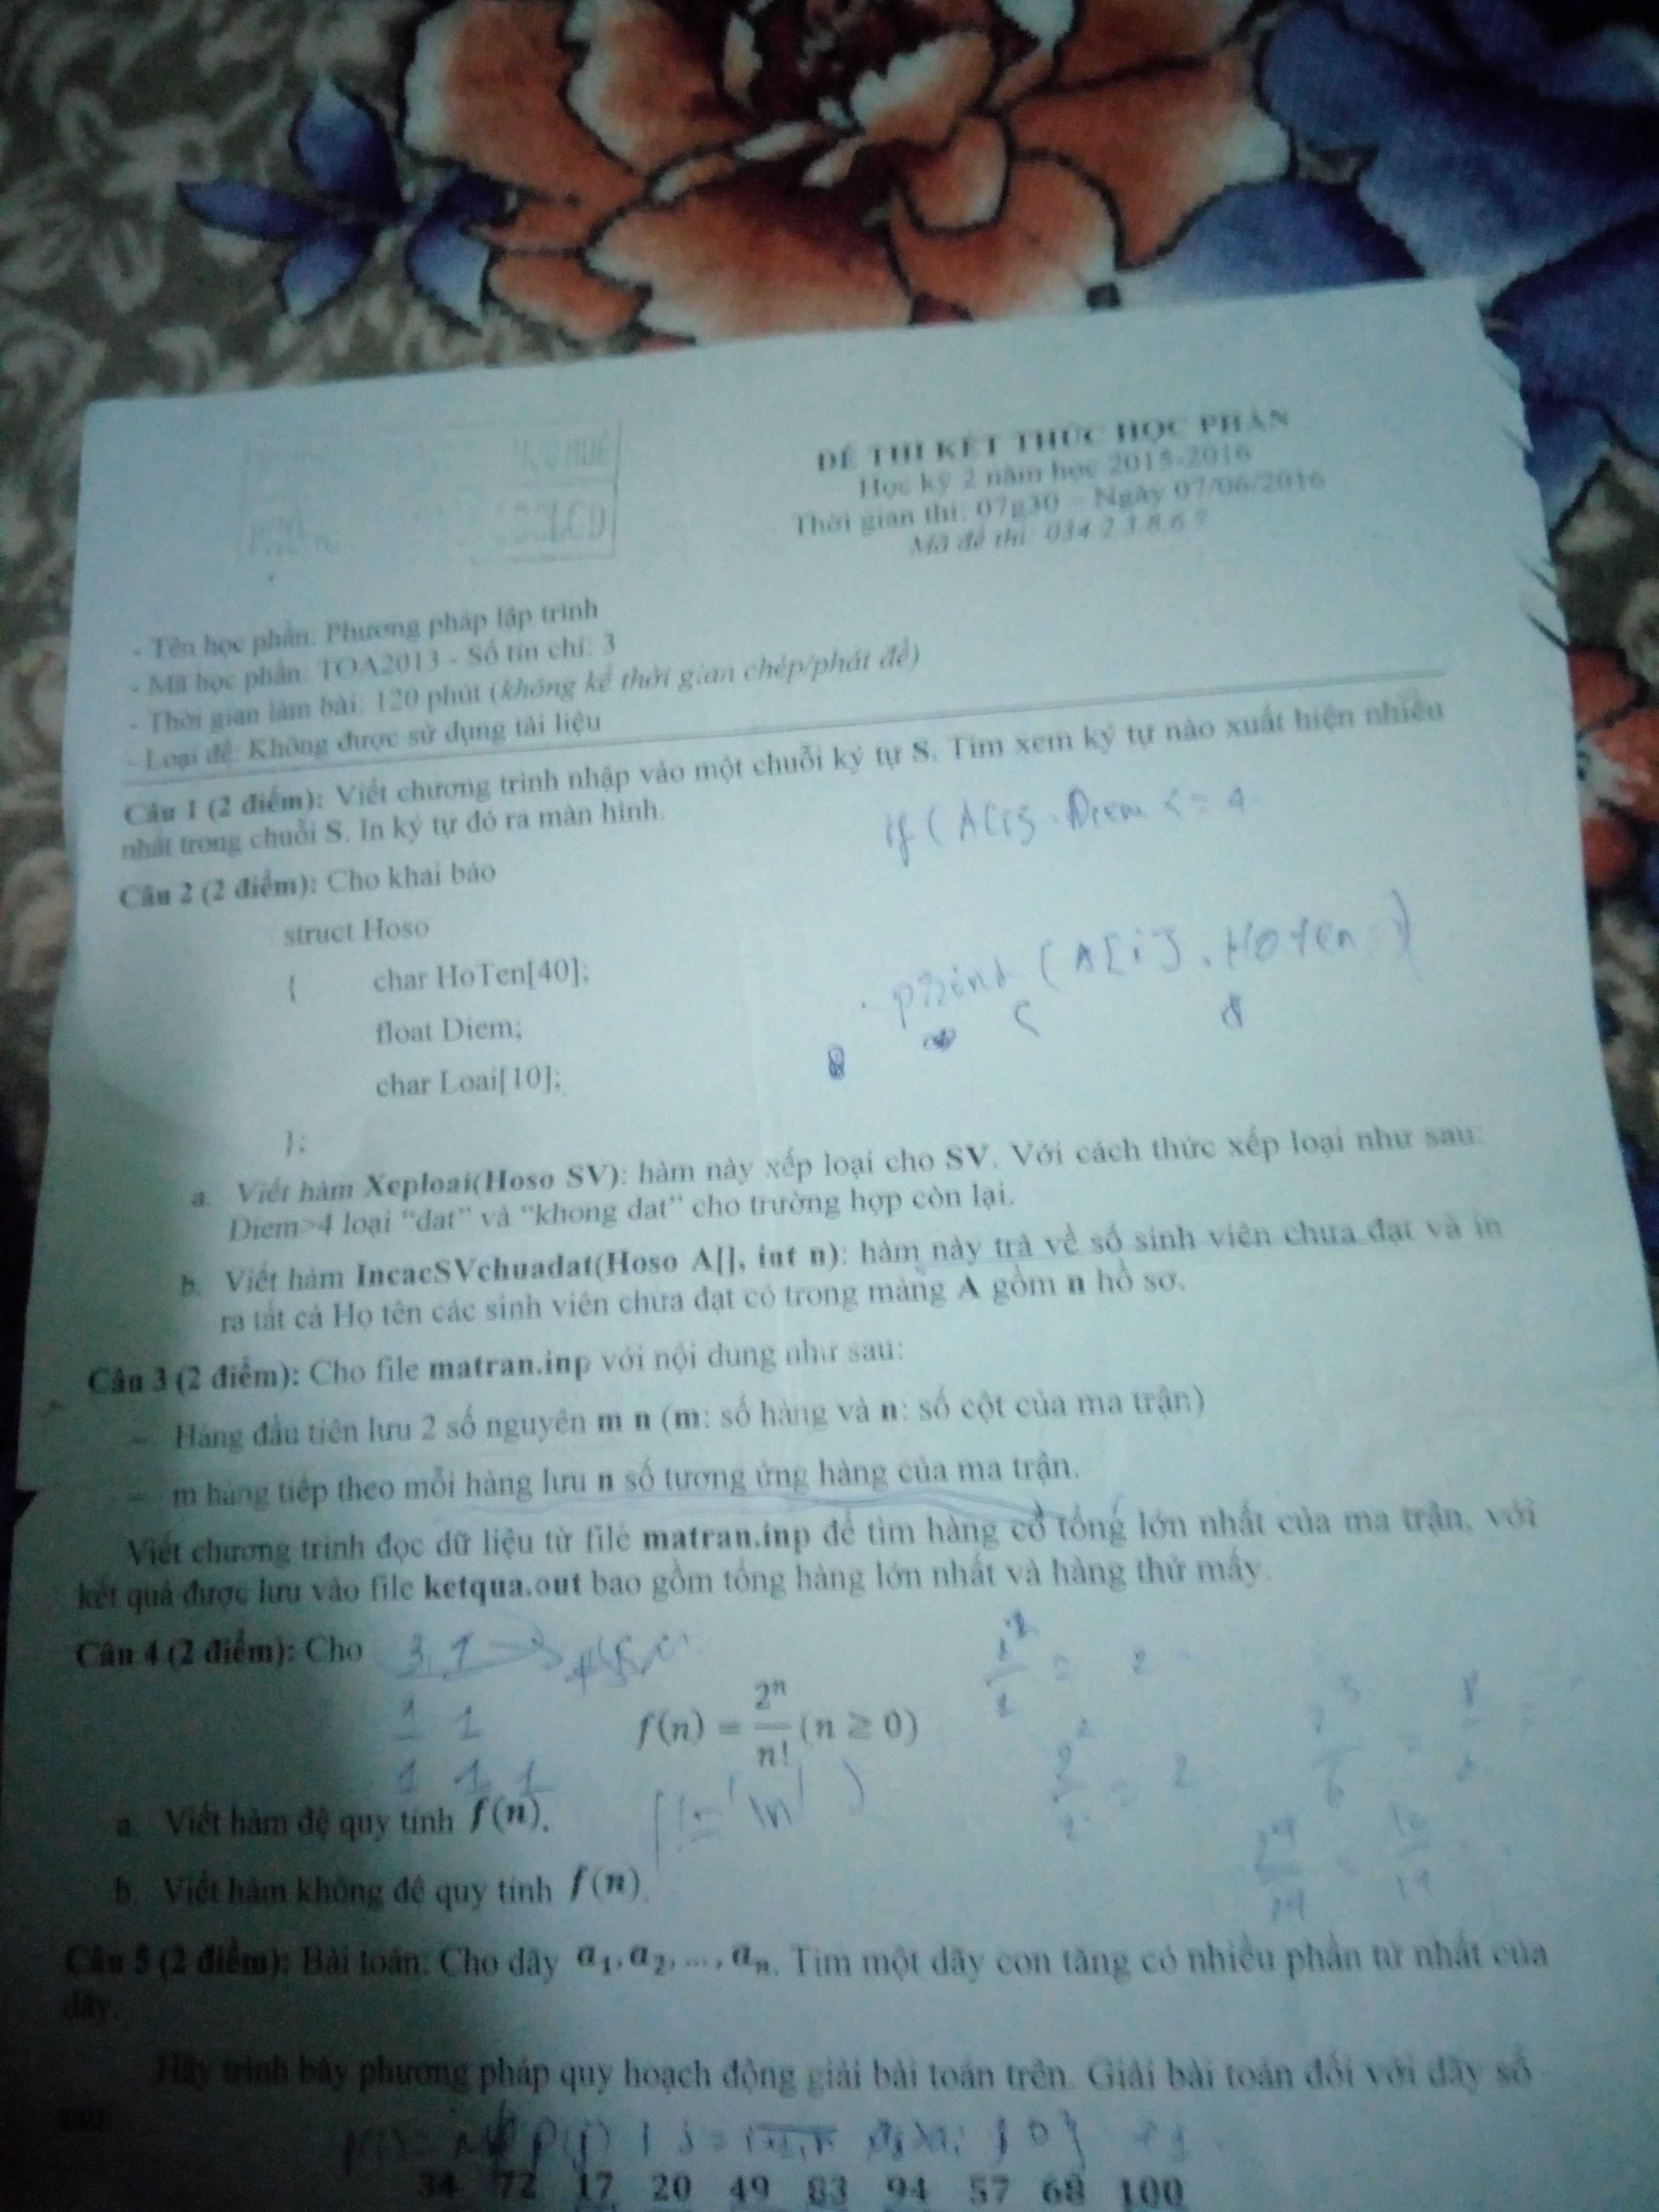 HỌC HUẾ
ĐỀ THI KẾT THÚC HỌC PHẦN
Học kỳ 2 năm học 2015-2016
Thời gian thi: 07g30 – Ngày 07/06/2016
Mã đề thi: 034.2.3.8.6.9
- Tên học phần: Phương pháp lập trình
- Mã học phần: TOA2013 - Số tín chỉ: 3
- Thời gian làm bài: 120 phút (không kể thời gian chép/phát đề)
- Loại đề: Không được sử dụng tài liệu
Câu 1 (2 điểm): Viết chương trình nhập vào một chuỗi ký tự S. Tìm xem ký tự nào xuất hiện nhiều
nhất trong chuỗi S. In ký tự đó ra màn hình.
if (A[i].Diem <= 4
Câu 2 (2 điểm): Cho khai báo
struct Hoso
{ char HoTen[40];
print (A[i].Hoten )
float Diem;
char Loai[10];
};
a. Viết hàm Xeploai(Hoso SV): hàm này xếp loại cho SV. Với cách thức xếp loại như sau:
Diem>4 loại “dat” và “khong dat” cho trường hợp còn lại.
b. Viết hàm IncacSVchuadat(Hoso A[], int n): hàm này trả về số sinh viên chưa đạt và in
ra tất cả Họ tên các sinh viên chưa đạt có trong mảng A gồm n hồ sơ.
Câu 3 (2 điểm): Cho file matran.inp với nội dung như sau:
– Hàng đầu tiên lưu 2 số nguyên m n (m: số hàng và n: số cột của ma trận)
– m hàng tiếp theo mỗi hàng lưu n số tương ứng hàng của ma trận.
Viết chương trình đọc dữ liệu từ file matran.inp để tìm hàng có tổng lớn nhất của ma trận, với
kết quả được lưu vào file ketqua.out bao gồm tổng hàng lớn nhất và hàng thứ mấy.
Câu 4 (2 điểm): Cho
1 1
f(n) = 2ⁿ/n! (n ≥ 0)
1 1 1
!= '\n' )
a. Viết hàm đệ quy tính f(n).
b. Viết hàm không đệ quy tính f(n).
Câu 5 (2 điểm): Bài toán: Cho dãy a₁, a₂, ..., aₙ. Tìm một dãy con tăng có nhiều phần tử nhất của
dãy.
Hãy trình bày phương pháp quy hoạch động giải bài toán trên. Giải bài toán đối với dãy số
sau:
34 72 17 20 49 83 94 57 68 100